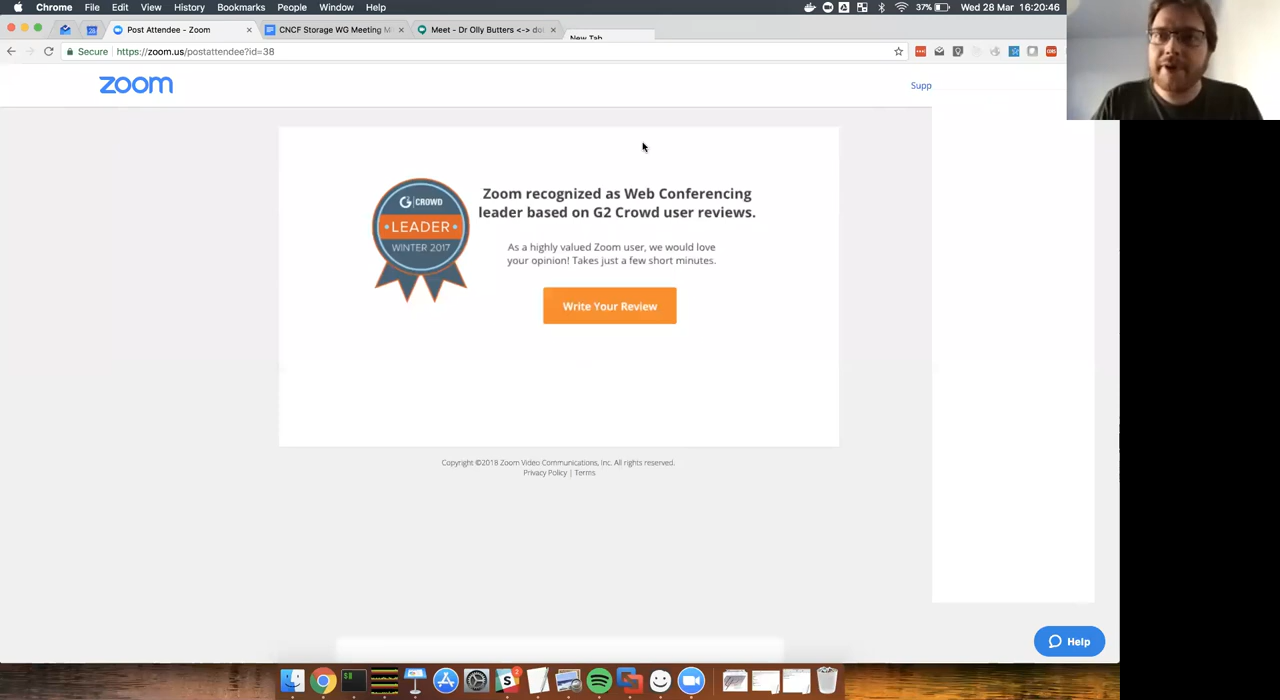 Chrome File Edit View History Bookmarks People Window Help 37% Wed 28 Mar 16:20:46
28 Post Attendee - Zoom CNCF Storage WG Meeting M Meet - Dr Olly Butters <-> do New Tab
Secure https://zoom.us/postattendee?id=38
zoom Supp
Zoom recognized as Web Conferencing
leader based on G2 Crowd user reviews.
G2 CROWD
LEADER
WINTER 2017
As a highly valued Zoom user, we would love
your opinion! Takes just a few short minutes.
Write Your Review
Copyright ©2018 Zoom Video Communications, Inc. All rights reserved.
Privacy Policy | Terms
Help